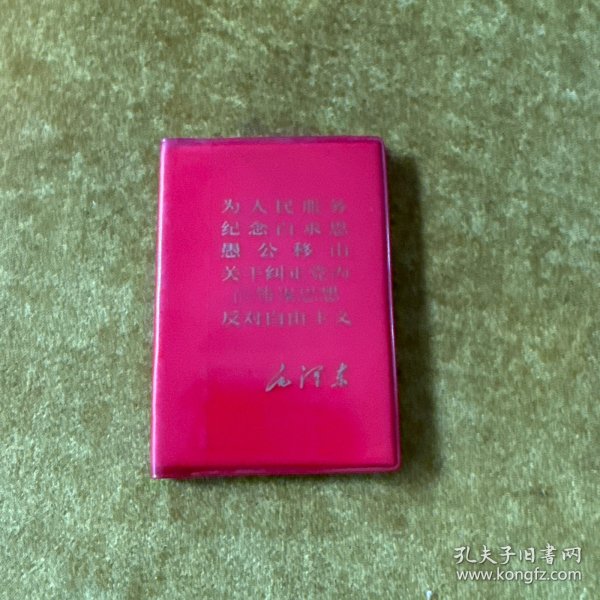 为人民服务
纪念白求恩
愚公移山
关于纠正党内
的错误思想
反对自由主义
毛泽东
孔夫子旧书网
www.kongfz.com